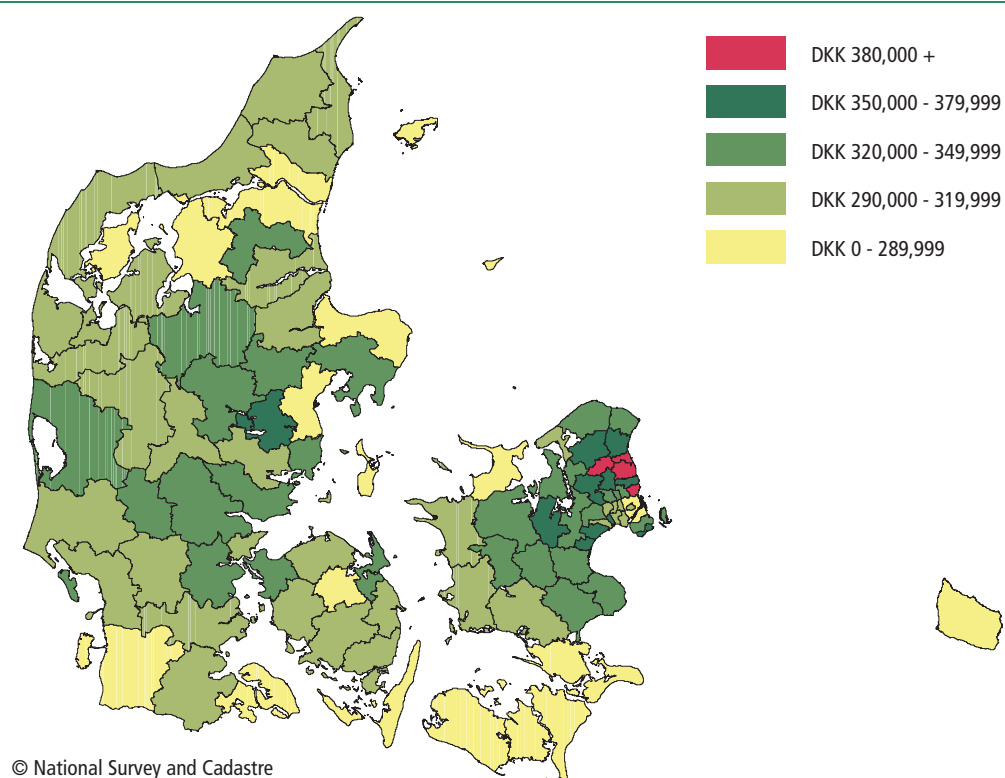 DKK 380,000 +
DKK 350,000 - 379,999
DKK 320,000 - 349,999
DKK 290,000 - 319,999
DKK 0 - 289,999
© National Survey and Cadastre